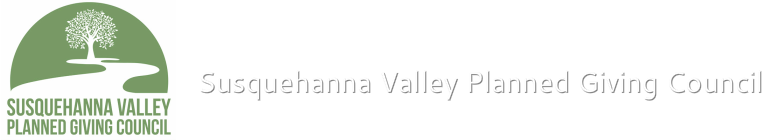 SUSQUEHANNA VALLEY
PLANNED GIVING COUNCIL
Susquehanna Valley Planned Giving Council